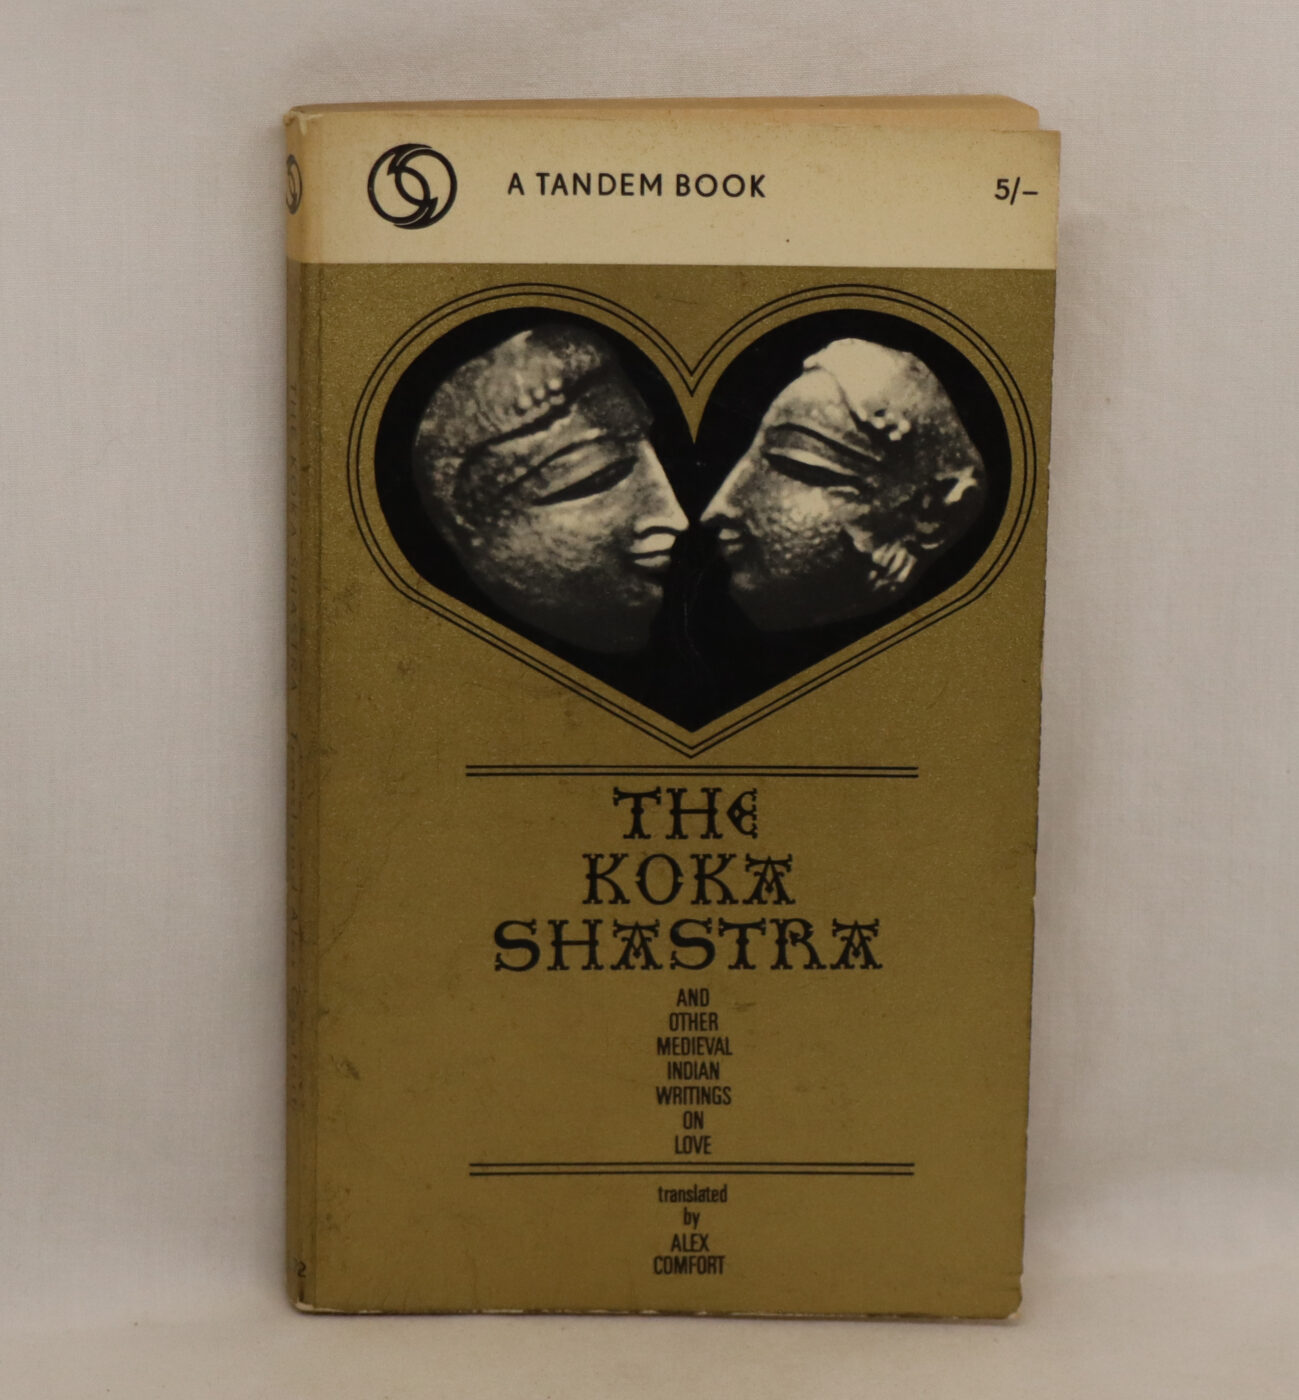 A TANDEM BOOK
5/–
THE
KOKA
SHASTRA
AND
OTHER
MEDIEVAL
INDIAN
WRITINGS
ON
LOVE
translated
by
ALEX
COMFORT